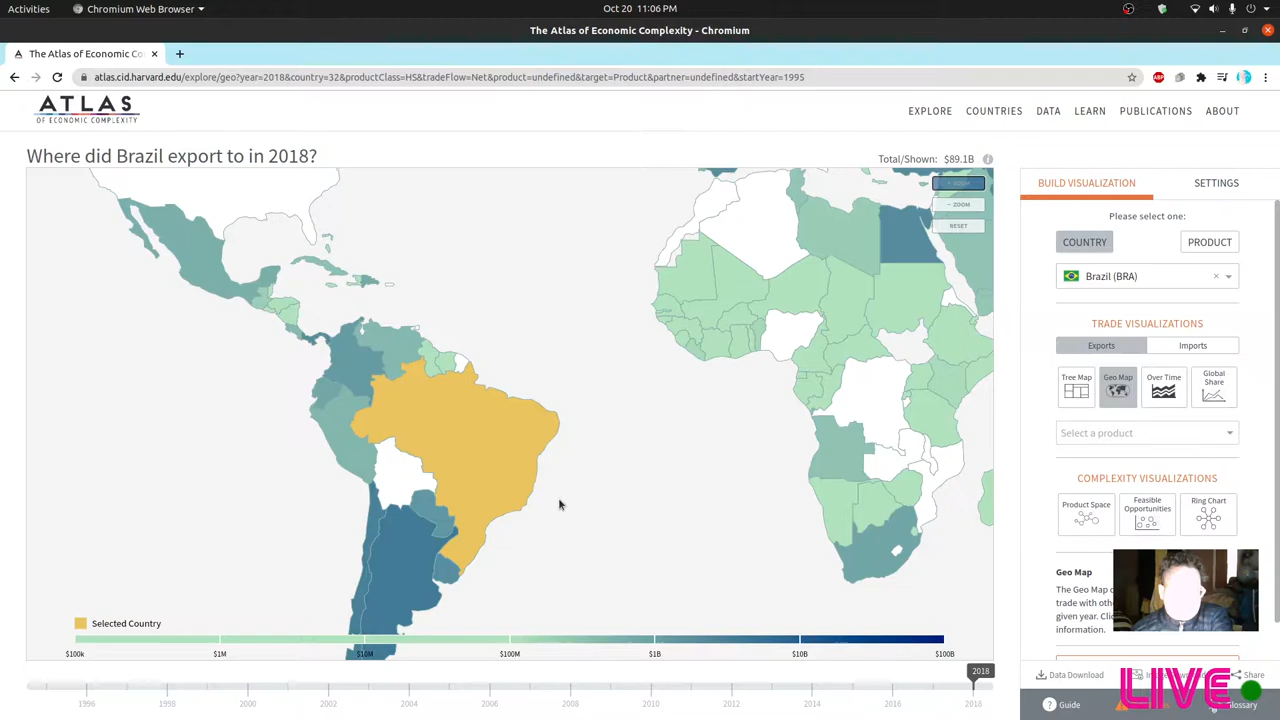 Activities
Chromium Web Browser
Oct 20 11:06 PM
The Atlas of Economic Complexity - Chromium
The Atlas of Economic Co
atlas.cid.harvard.edu/explore/geo?year=2018&country=32&productClass=HS&tradeFlow=Net&product=undefined&target=Product&partner=undefined&startYear=1995
ABP
ATLAS
OF ECONOMIC COMPLEXITY
EXPLORE COUNTRIES DATA LEARN PUBLICATIONS ABOUT
Where did Brazil export to in 2018?
Total/Shown: $89.1B
+ ZOOM
− ZOOM
RESET
Selected Country
$100k $1M $10M $100M $1B $10B $100B
2018
1996 1998 2000 2002 2004 2006 2008 2010 2012 2014 2016 2018
BUILD VISUALIZATION SETTINGS
Please select one:
COUNTRY PRODUCT
Brazil (BRA)
TRADE VISUALIZATIONS
Exports Imports
Tree Map Geo Map Over Time Global Share
Select a product
COMPLEXITY VISUALIZATIONS
Product Space Feasible Opportunities Ring Chart
Geo Map
The Geo Map
trade with othe
given year. Clic
information.
Data Download Share
Guide Glossary
LIVE